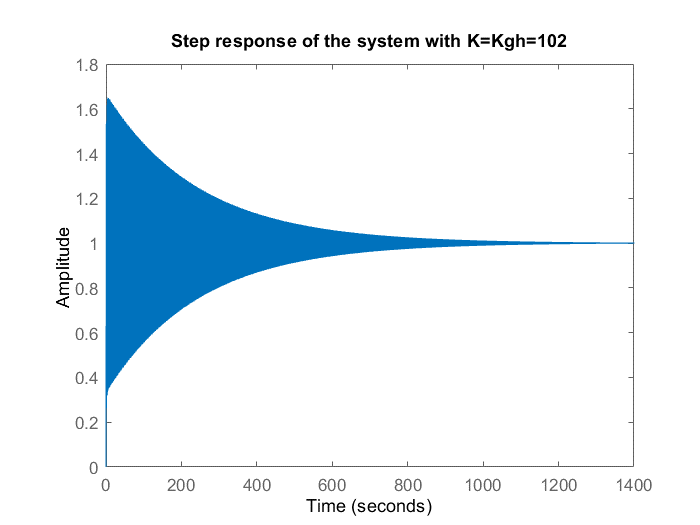 Step response of the system with K=Kgh=102
1.8
1.6
1.4
1.2
1
0.8
0.6
0.4
0.2
0
Amplitude
0 200 400 600 800 1000 1200 1400
Time (seconds)